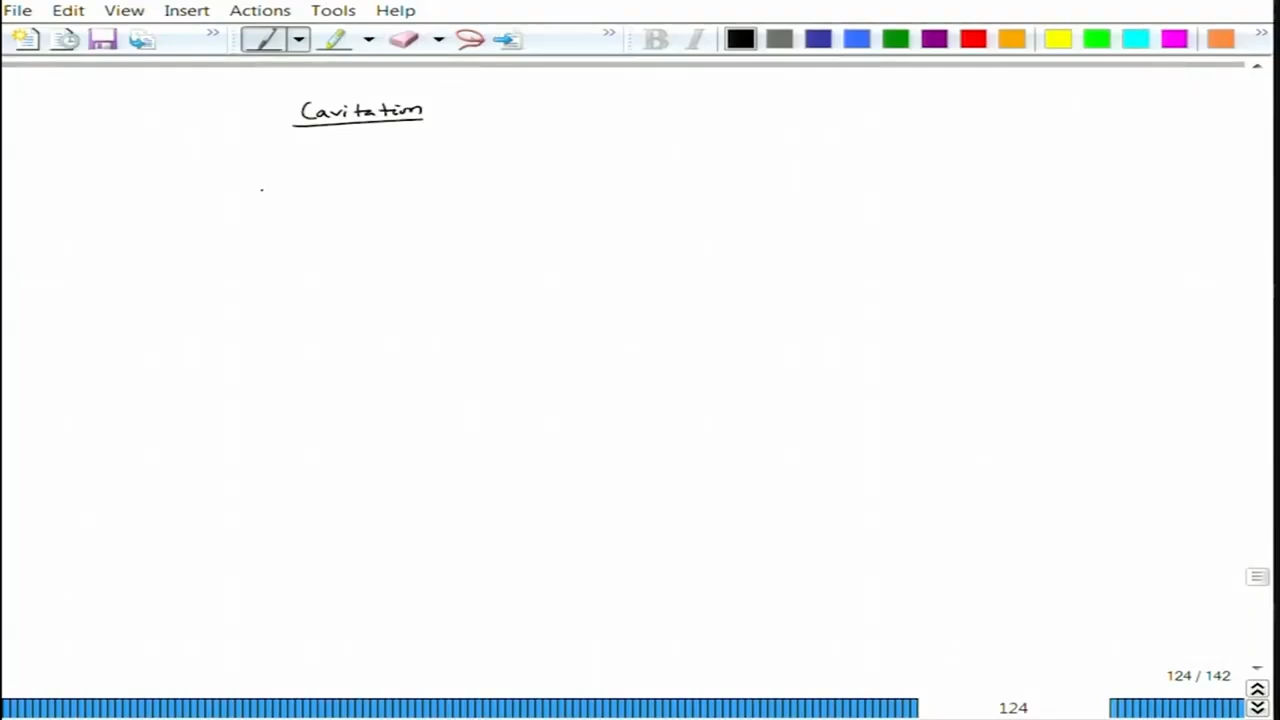 File Edit View Insert Actions Tools Help
B I
Cavitation
124 / 142
124